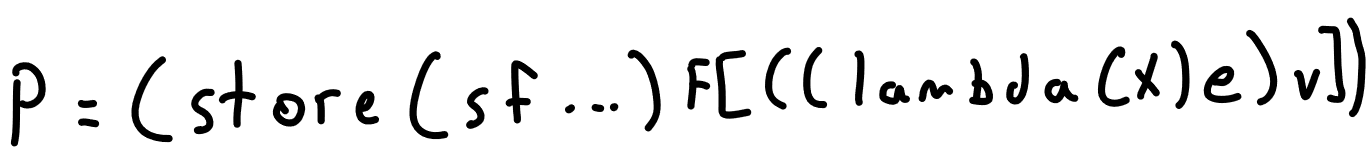 p = (store (sf ...) E[((lambda(x)e)v])